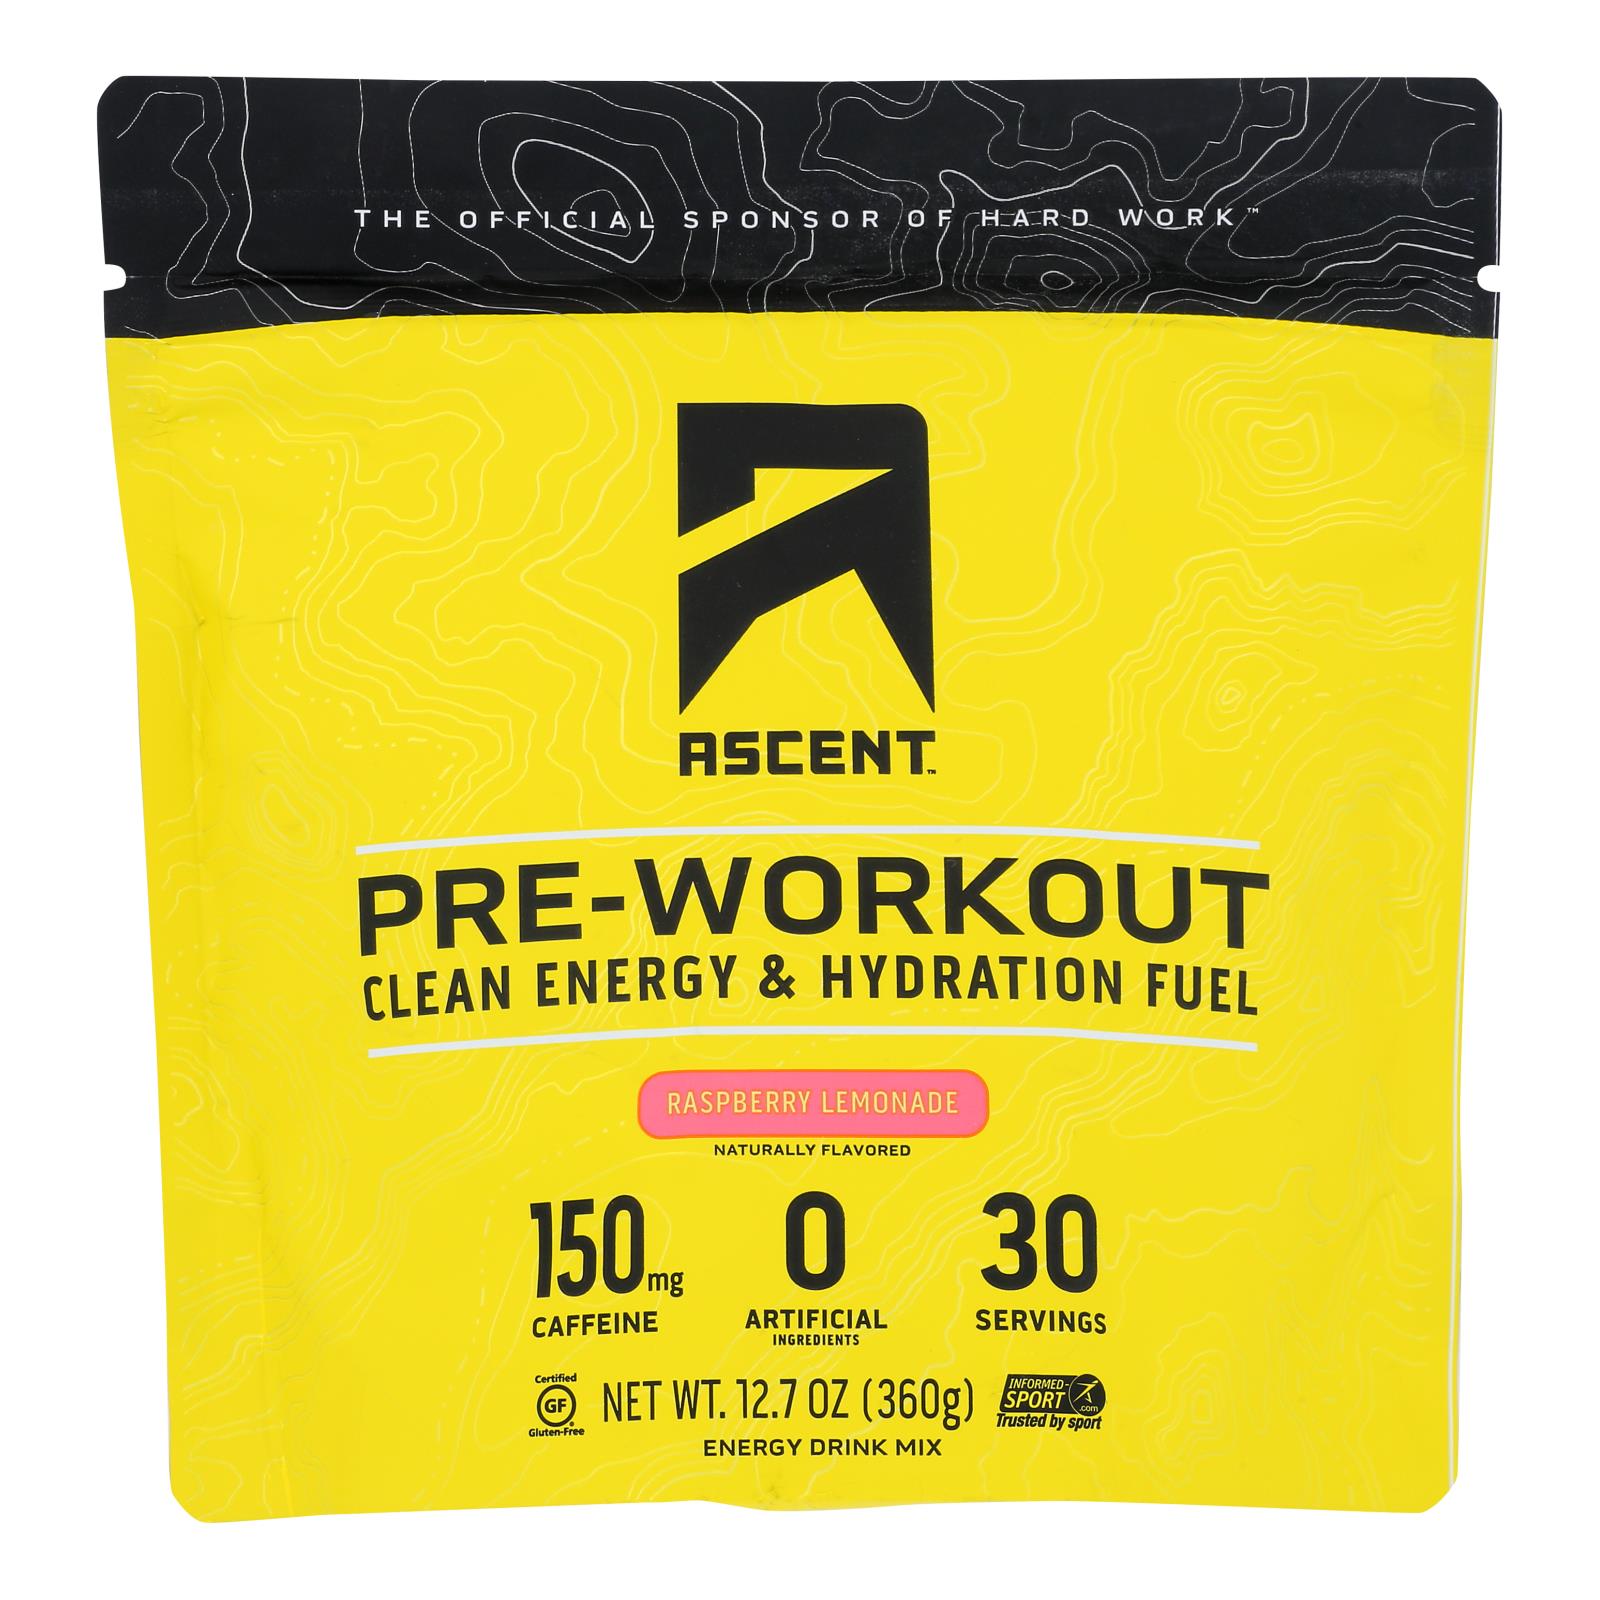 THE OFFICIAL SPONSOR OF HARD WORK™
ASCENT™
PRE-WORKOUT
CLEAN ENERGY & HYDRATION FUEL
RASPBERRY LEMONADE
NATURALLY FLAVORED
150mg
CAFFEINE
0
ARTIFICIAL
INGREDIENTS
30
SERVINGS
Certified
GF®
Gluten-Free
NET WT. 12.7 OZ (360g)
INFORMED-
SPORT
.com
Trusted by sport
ENERGY DRINK MIX